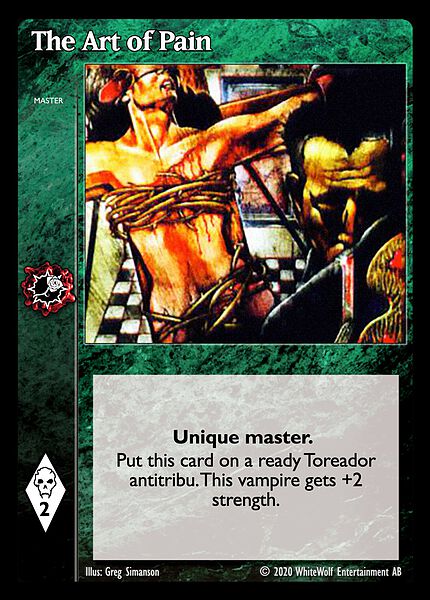 The Art of Pain
MASTER
Unique master.
Put this card on a ready Toreador
antitribu.This vampire gets +2
strength.
2
Illus: Greg Simanson
© 2020 WhiteWolf Entertainment AB